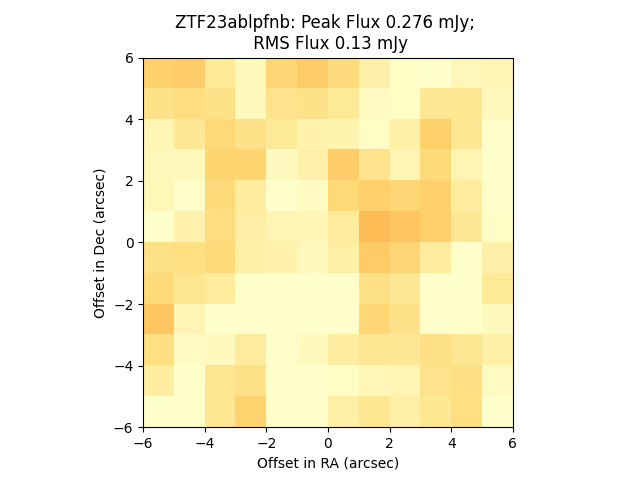 ZTF23ablpfnb: Peak Flux 0.276 mJy;
RMS Flux 0.13 mJy
6
4
2
0
−2
−4
−6
Offset in Dec (arcsec)
−6 −4 −2 0 2 4 6
Offset in RA (arcsec)